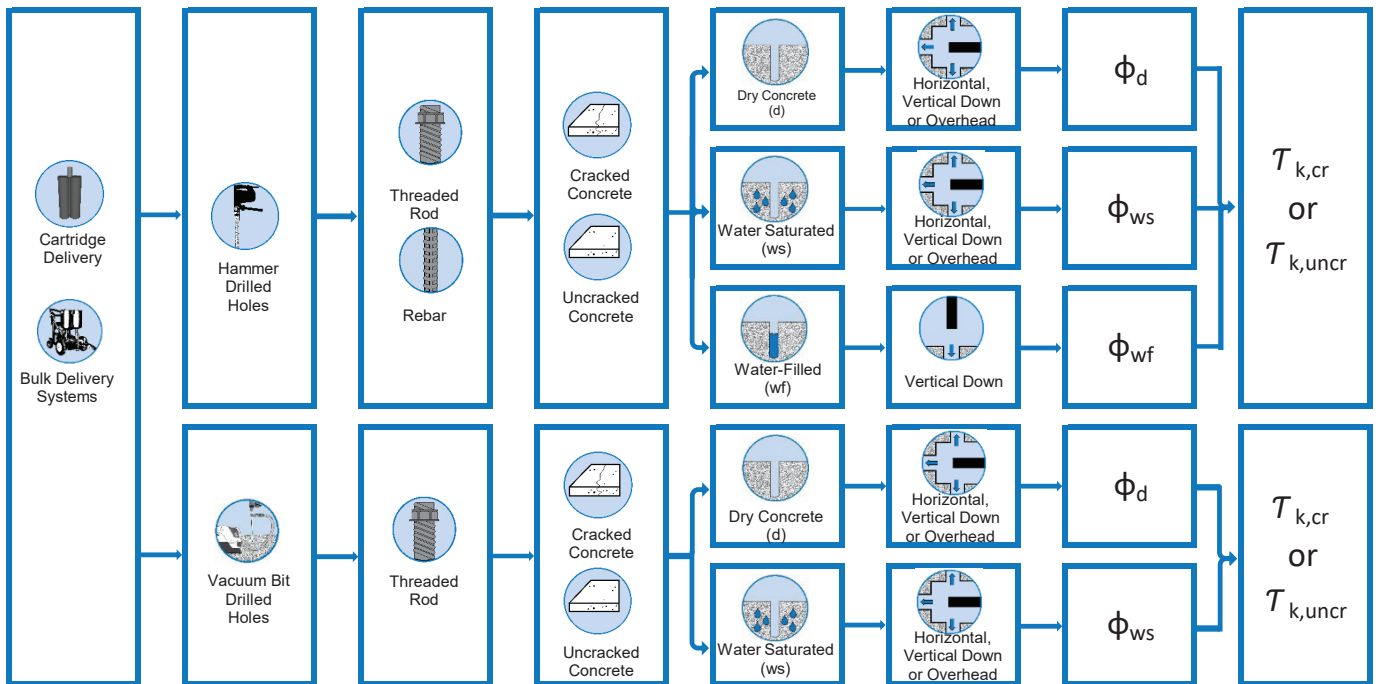 Cartridge
Delivery
Bulk Delivery
Systems
Hammer
Drilled
Holes
Threaded
Rod
Rebar
Cracked
Concrete
Uncracked
Concrete
Dry Concrete
(d)
Horizontal,
Vertical Down
or Overhead
ϕd
Water Saturated
(ws)
Horizontal,
Vertical Down
or Overhead
ϕws
Water-Filled
(wf)
Vertical Down
ϕwf
τk,cr
or
τk,uncr
Vacuum Bit
Drilled
Holes
Threaded
Rod
Cracked
Concrete
Uncracked
Concrete
Dry Concrete
(d)
Horizontal,
Vertical Down
or Overhead
ϕd
Water Saturated
(ws)
Horizontal,
Vertical Down
or Overhead
ϕws
τk,cr
or
τk,uncr